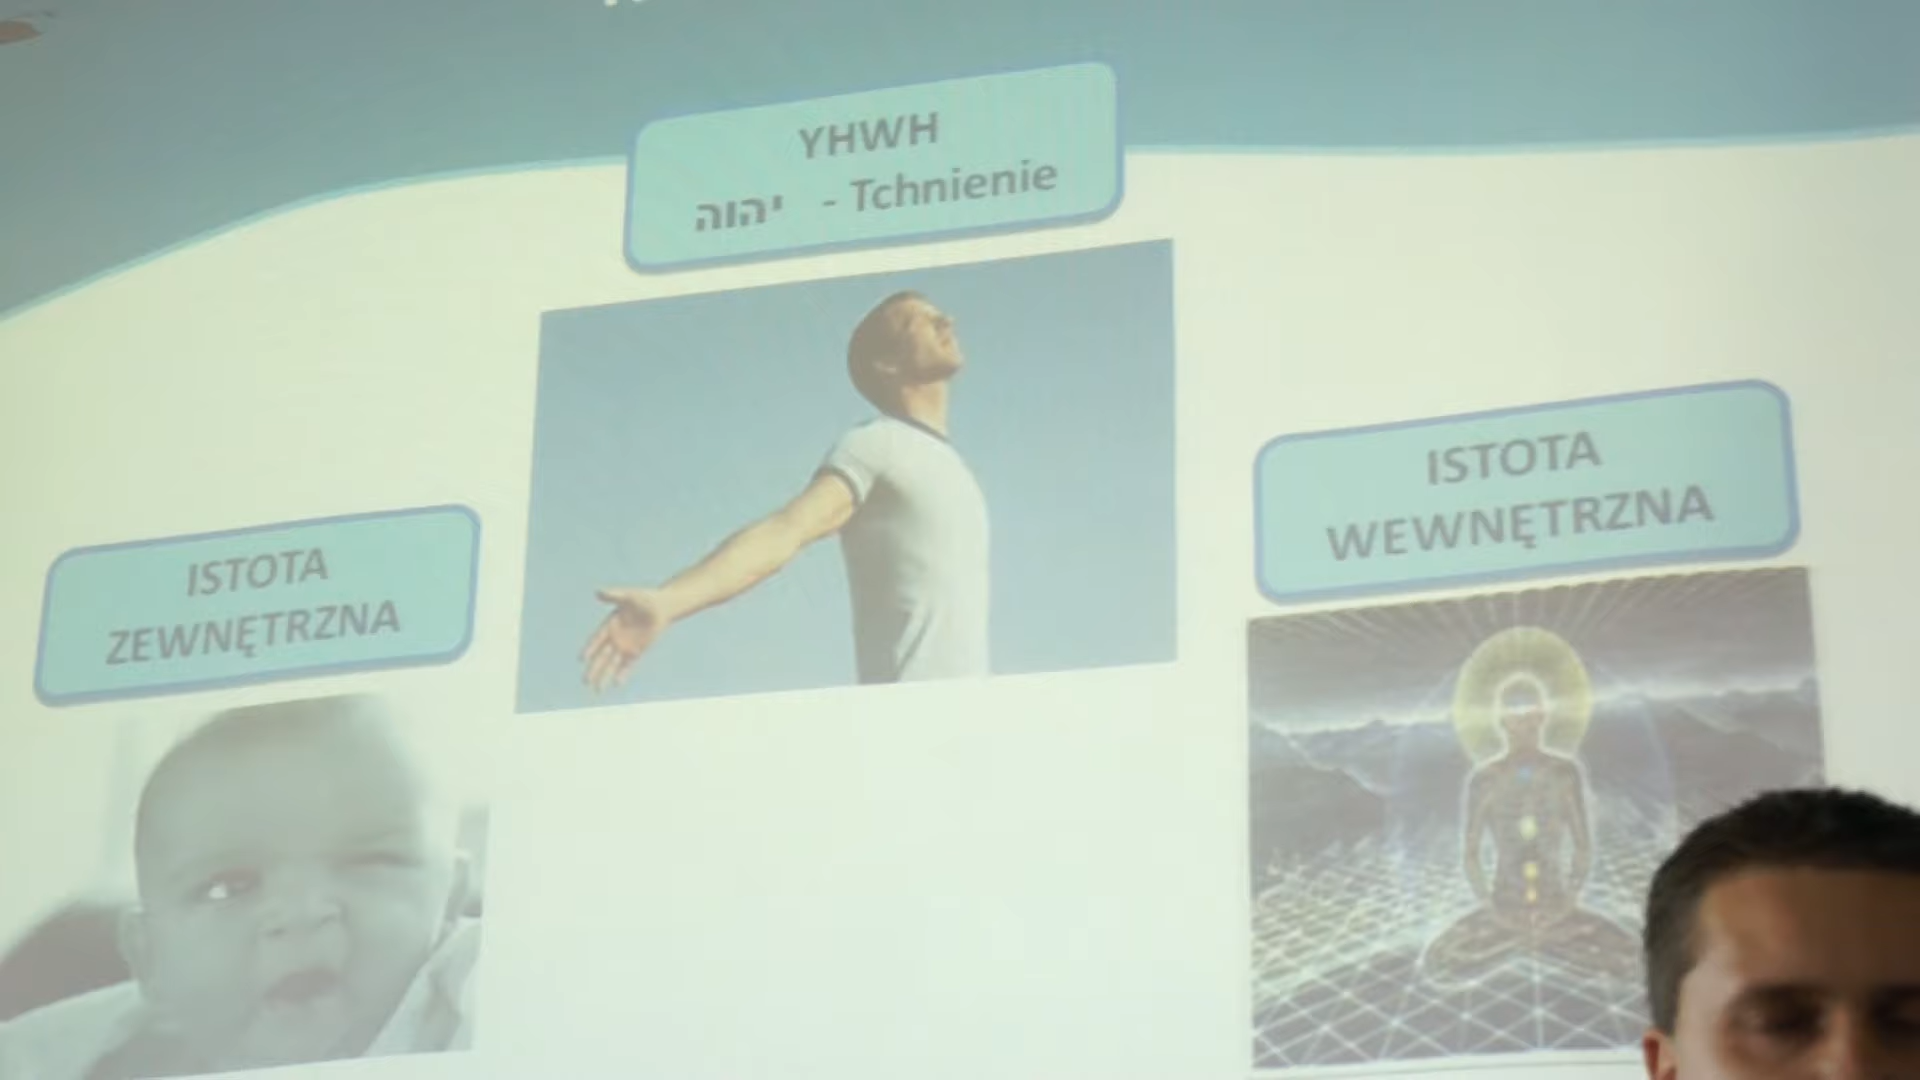 YHWH
יהוה - Tchnienie
ISTOTA
ZEWNĘTRZNA
ISTOTA
WEWNĘTRZNA